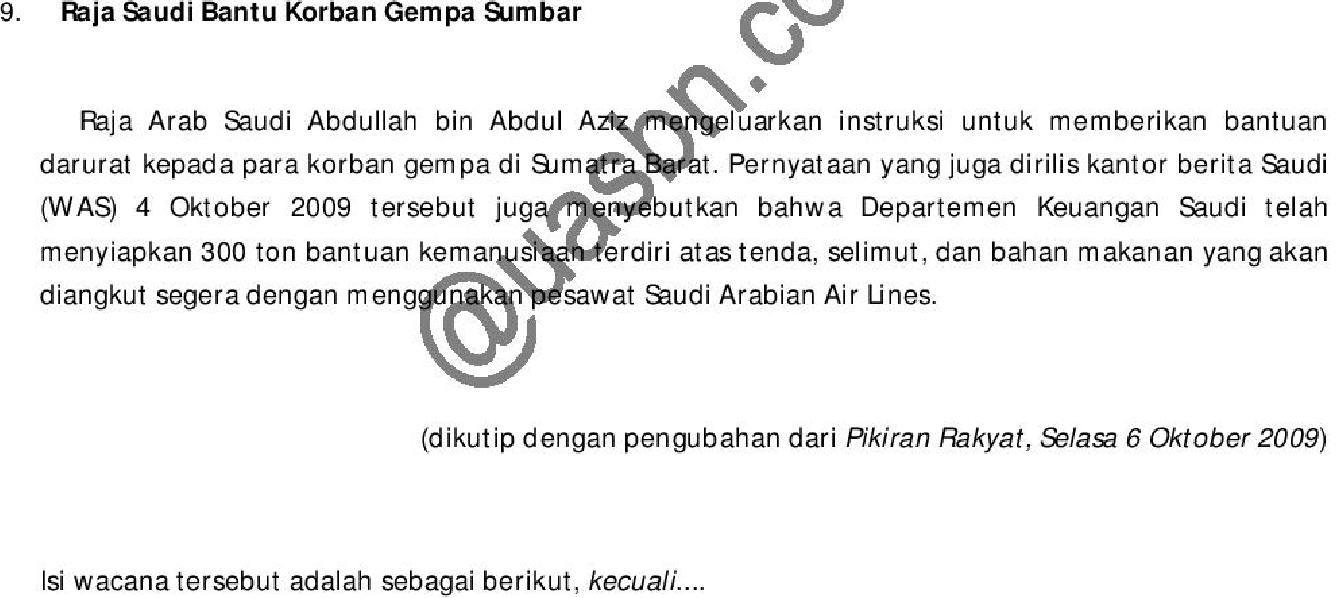 9. Raja Saudi Bantu Korban Gempa Sumbar
Raja Arab Saudi Abdullah bin Abdul Aziz mengeluarkan instruksi untuk memberikan bantuan
darurat kepada para korban gempa di Sumatra Barat. Pernyataan yang juga dirilis kantor berita Saudi
(WAS) 4 Oktober 2009 tersebut juga menyebutkan bahwa Departemen Keuangan Saudi telah
menyiapkan 300 ton bantuan kemanusiaan terdiri atas tenda, selimut, dan bahan makanan yang akan
diangkut segera dengan menggunakan pesawat Saudi Arabian Air Lines.
(dikutip dengan pengubahan dari Pikiran Rakyat, Selasa 6 Oktober 2009)
Isi wacana tersebut adalah sebagai berikut, kecuali....
@uasbn.co